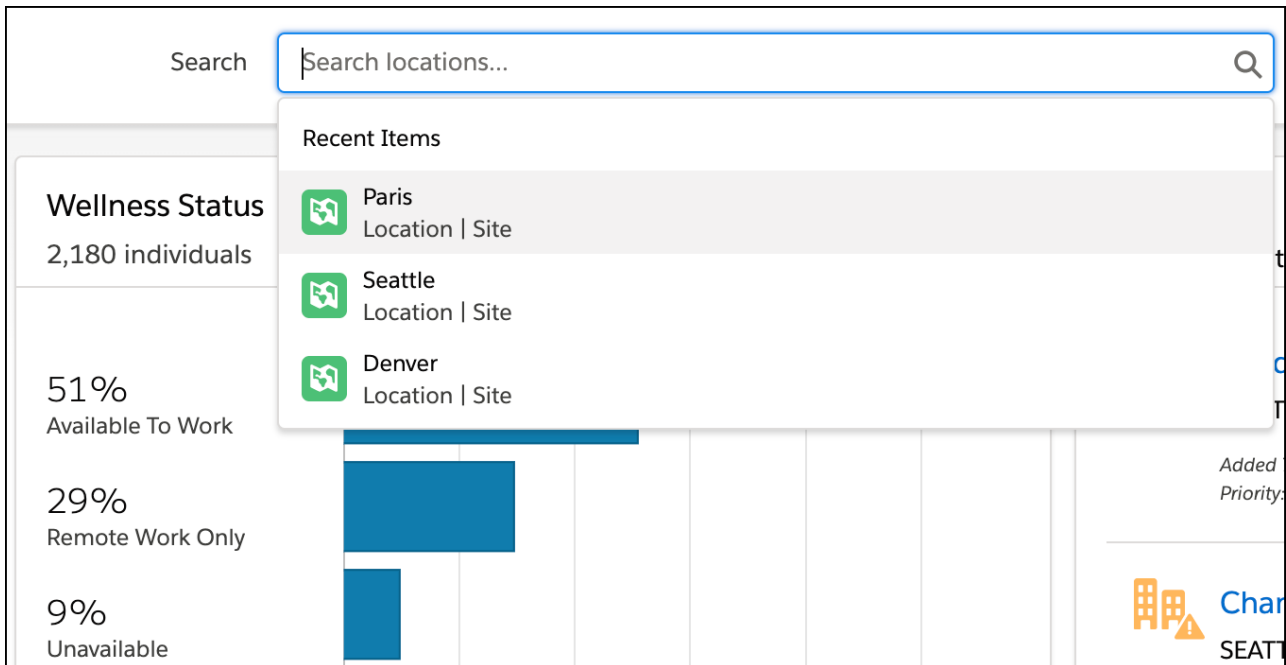 Search
Search locations...
Recent Items
Paris
Location | Site
Seattle
Location | Site
Denver
Location | Site
Wellness Status
2,180 individuals
51%
Available To Work
29%
Remote Work Only
9%
Unavailable
Added
Priority:
SEATT